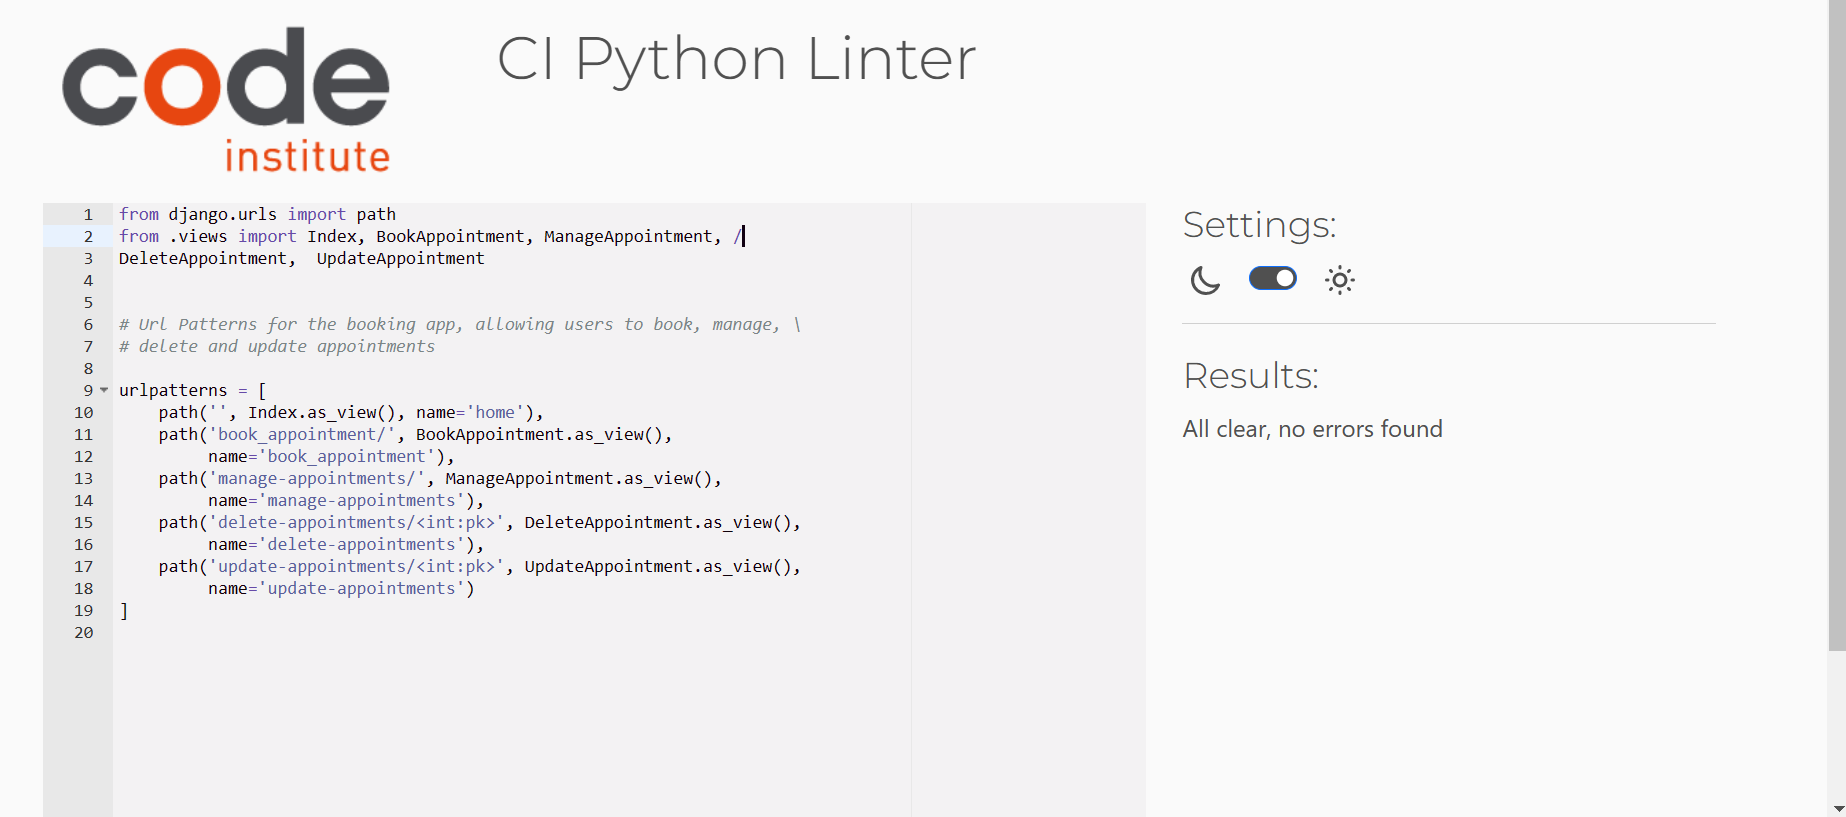 code
institute
CI Python Linter
1 from django.urls import path
2 from .views import Index, BookAppointment, ManageAppointment, /
3 DeleteAppointment,  UpdateAppointment
4
5
6 # Url Patterns for the booking app, allowing users to book, manage, \
7 # delete and update appointments
8
9 urlpatterns = [
10     path('', Index.as_view(), name='home'),
11     path('book_appointment/', BookAppointment.as_view(),
12          name='book_appointment'),
13     path('manage-appointments/', ManageAppointment.as_view(),
14          name='manage-appointments'),
15     path('delete-appointments/<int:pk>', DeleteAppointment.as_view(),
16          name='delete-appointments'),
17     path('update-appointments/<int:pk>', UpdateAppointment.as_view(),
18          name='update-appointments')
19 ]
20
Settings:
Results:
All clear, no errors found